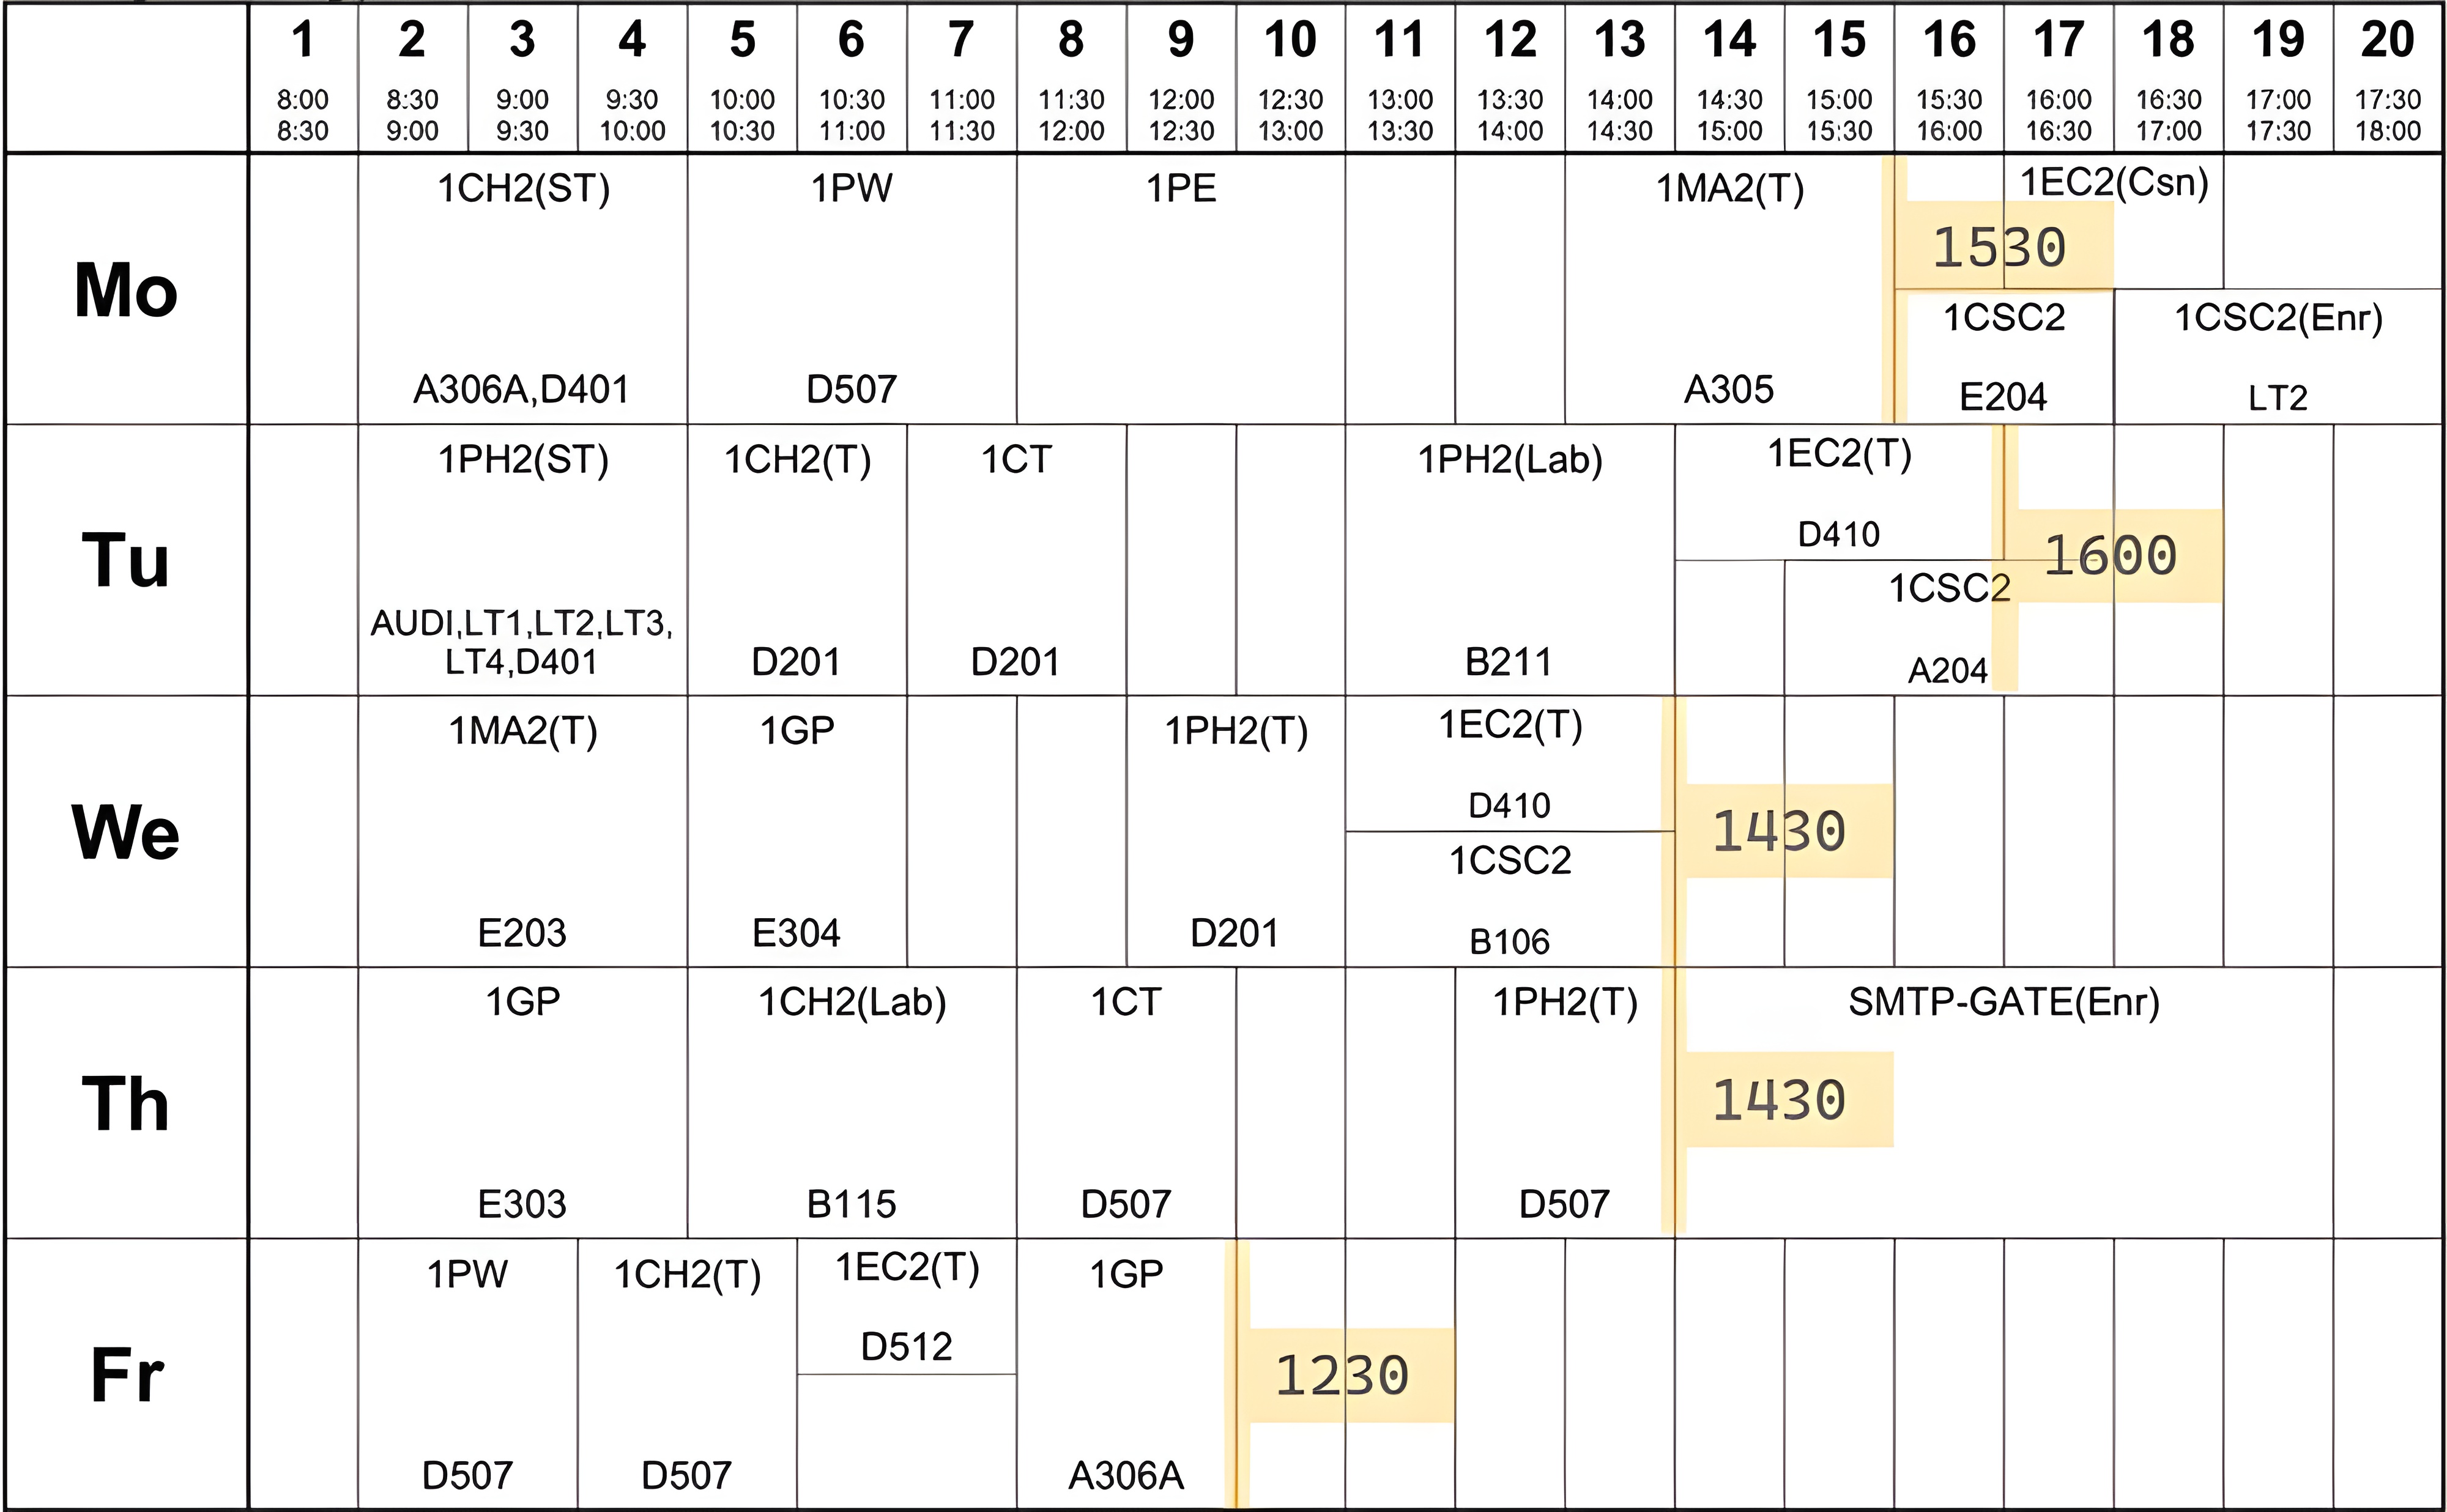 1 2 3 4 5 6 7 8 9 10 11 12 13 14 15 16 17 18 19 20
8:00 8:30 9:00 9:30 10:00 10:30 11:00 11:30 12:00 12:30 13:00 13:30 14:00 14:30 15:00 15:30 16:00 16:30 17:00 17:30
8:30 9:00 9:30 10:00 10:30 11:00 11:30 12:00 12:30 13:00 13:30 14:00 14:30 15:00 15:30 16:00 16:30 17:00 17:30 18:00
Mo
1CH2(ST) 1PW 1PE 1MA2(T) 1EC2(Csn)
1530
1CSC2 1CSC2(Enr)
A306A,D401 D507 A305 E204 LT2
Tu
1PH2(ST) 1CH2(T) 1CT 1PH2(Lab) 1EC2(T)
D410
1600
1CSC2
AUDI,LT1,LT2,LT3,
LT4,D401 D201 D201 B211 A204
We
1MA2(T) 1GP 1PH2(T) 1EC2(T)
D410
1430
1CSC2
E203 E304 D201 B106
Th
1GP 1CH2(Lab) 1CT 1PH2(T) SMTP-GATE(Enr)
1430
E303 B115 D507 D507
Fr
1PW 1CH2(T) 1EC2(T) 1GP
D512
1230
D507 D507 A306A